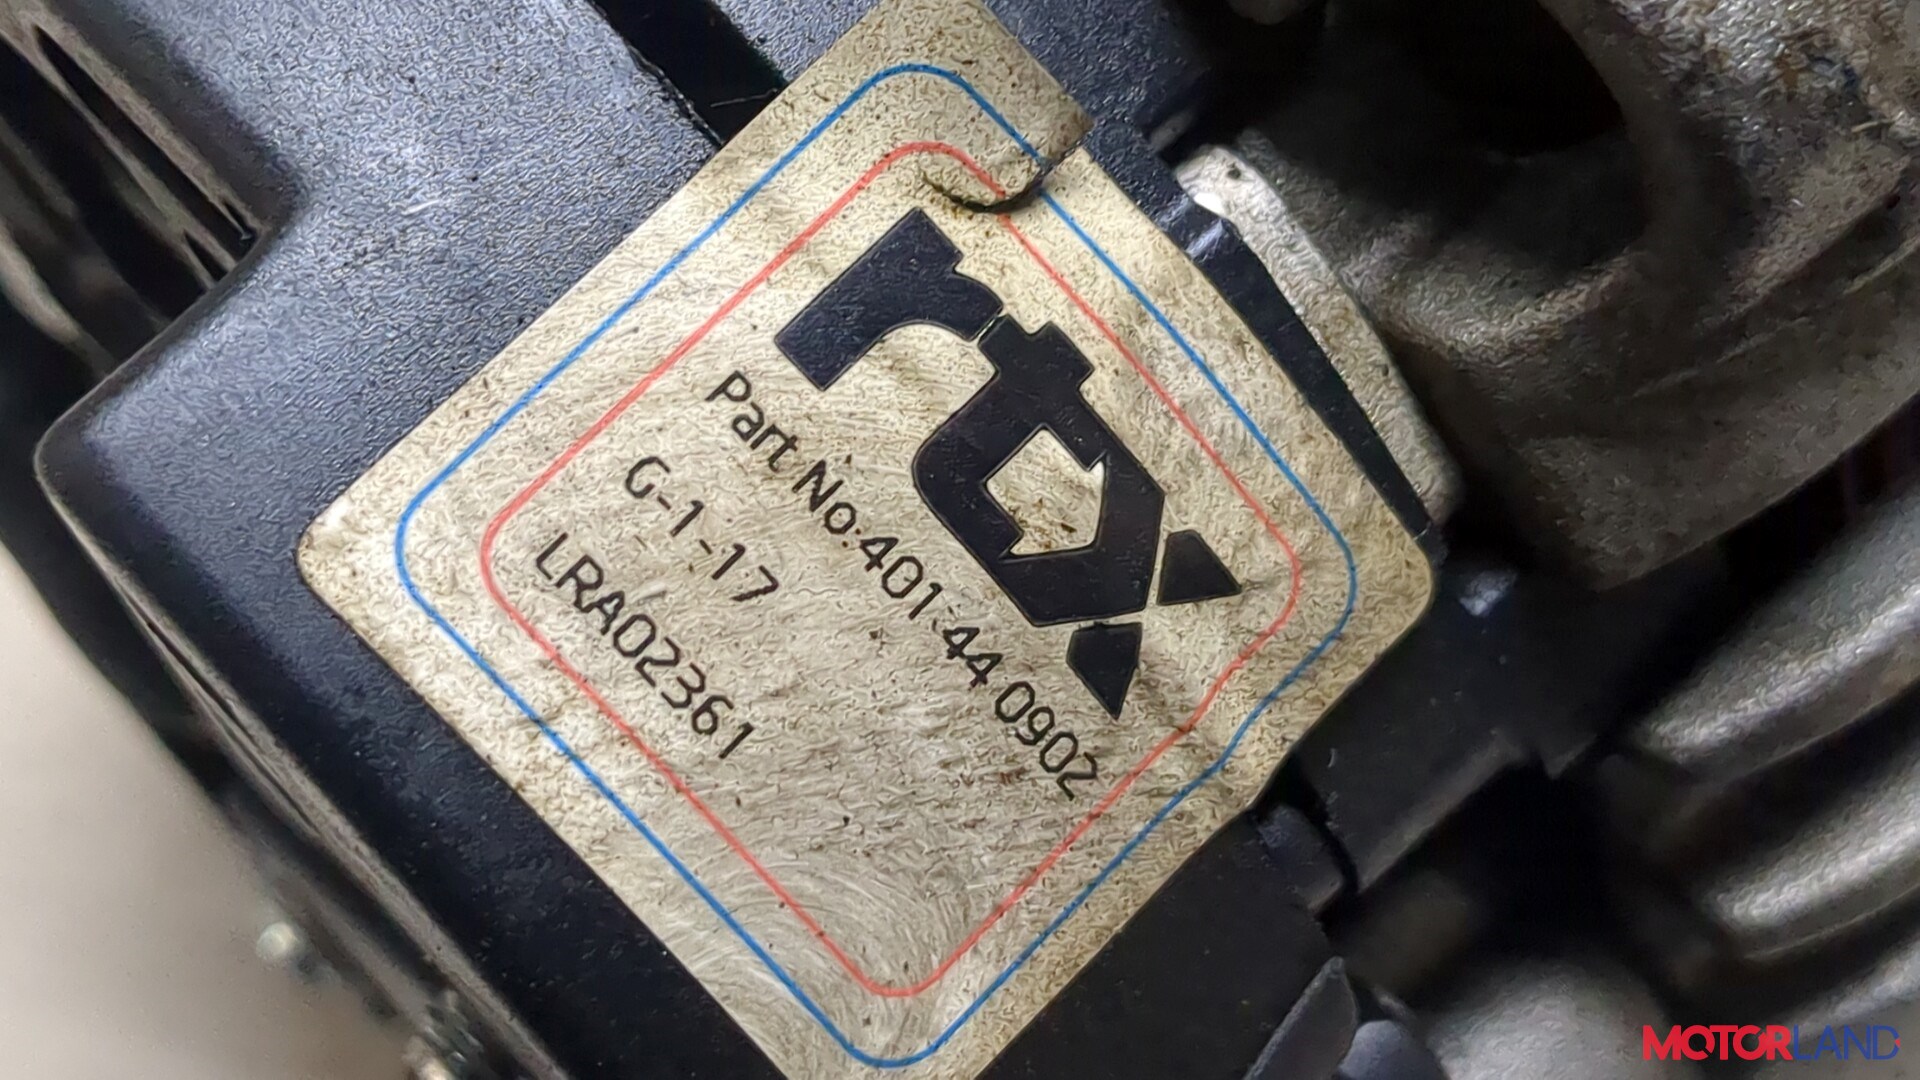 rtx
Part No:401-44 0902
G-1-17
LRA02361
MOTORLAND